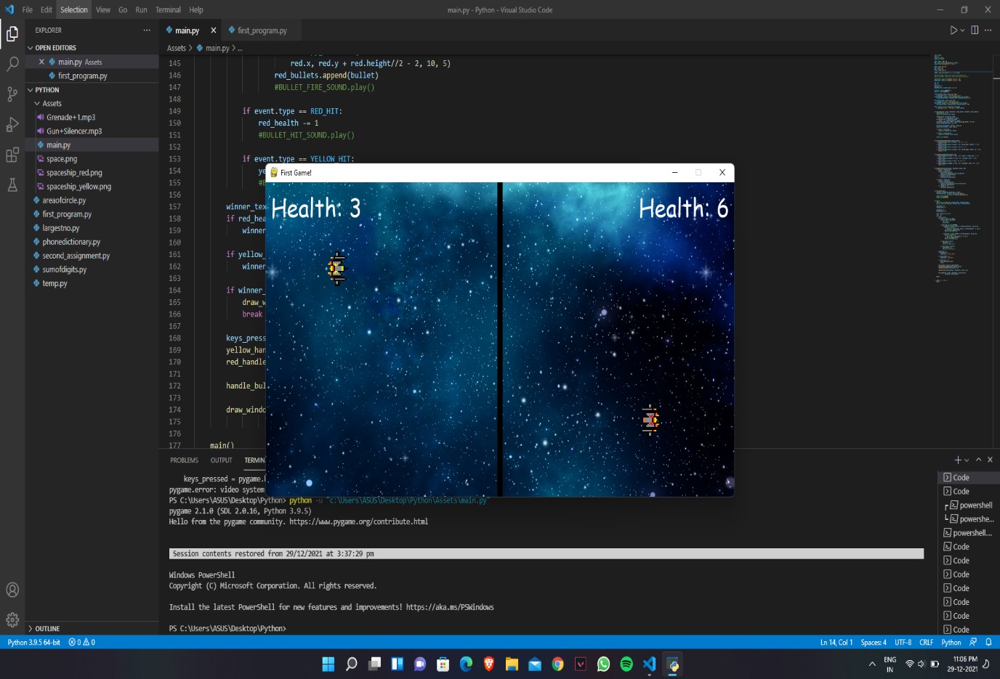 File Edit Selection View Go Run Terminal Help
main.py - Python - Visual Studio Code
EXPLORER
OPEN EDITORS
main.py Assets
first_program.py
PYTHON
Assets
Grenade+1.mp3
Gun+Silencer.mp3
main.py
space.png
spaceship_red.png
spaceship_yellow.png
areaofcircle.py
first_program.py
largestno.py
phonedictionary.py
second_assignment.py
sumofdigits.py
temp.py
OUTLINE
main.py first_program.py
Assets > main.py > ...
145 red.x, red.y + red.height//2 - 2, 10, 5)
146 red_bullets.append(bullet)
147 #BULLET_FIRE_SOUND.play()
148
149 if event.type == RED_HIT:
150 red_health -= 1
151 #BULLET_HIT_SOUND.play()
152
153 if event.type == YELLOW_HIT:
154 ye
155 #B
156
157 winner_tex
158 if red_hea
159 winner
160
161 if yellow_
162 winner
163
164 if winner_
165 draw_w
166 break
167
168 keys_press
169 yellow_han
170 red_handle
171
172 handle_bul
173
174 draw_windo
175
176
177 main()
First Game!
Health: 3
Health: 6
PROBLEMS OUTPUT TERMIN
keys_pressed = pygame.k
pygame.error: video system
PS C:\Users\ASUS\Desktop\Python> python -u "c:\Users\ASUS\Desktop\Python\Assets\main.py"
pygame 2.1.0 (SDL 2.0.16, Python 3.9.5)
Hello from the pygame community. https://www.pygame.org/contribute.html
Session contents restored from 29/12/2021 at 3:37:29 pm
Windows PowerShell
Copyright (C) Microsoft Corporation. All rights reserved.
Install the latest PowerShell for new features and improvements! https://aka.ms/PSWindows
PS C:\Users\ASUS\Desktop\Python>
Code
Code
powershell
powershe...
powershell....
Code
Code
Code
Code
Code
Code
Code
Python 3.9.5 64-bit 0 0
Ln 14, Col 1 Spaces: 4 UTF-8 CRLF Python
ENG
IN
11:06 PM
29-12-2021